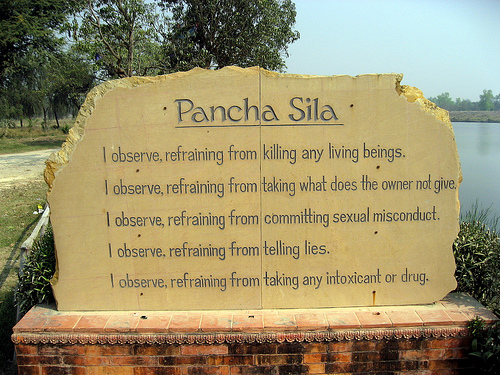 Pancha Sila
I observe, refraining from killing any living beings.
I observe, refraining from taking what does the owner not give.
I observe, refraining from committing sexual misconduct.
I observe, refraining from telling lies.
I observe, refraining from taking any intoxicant or drug.